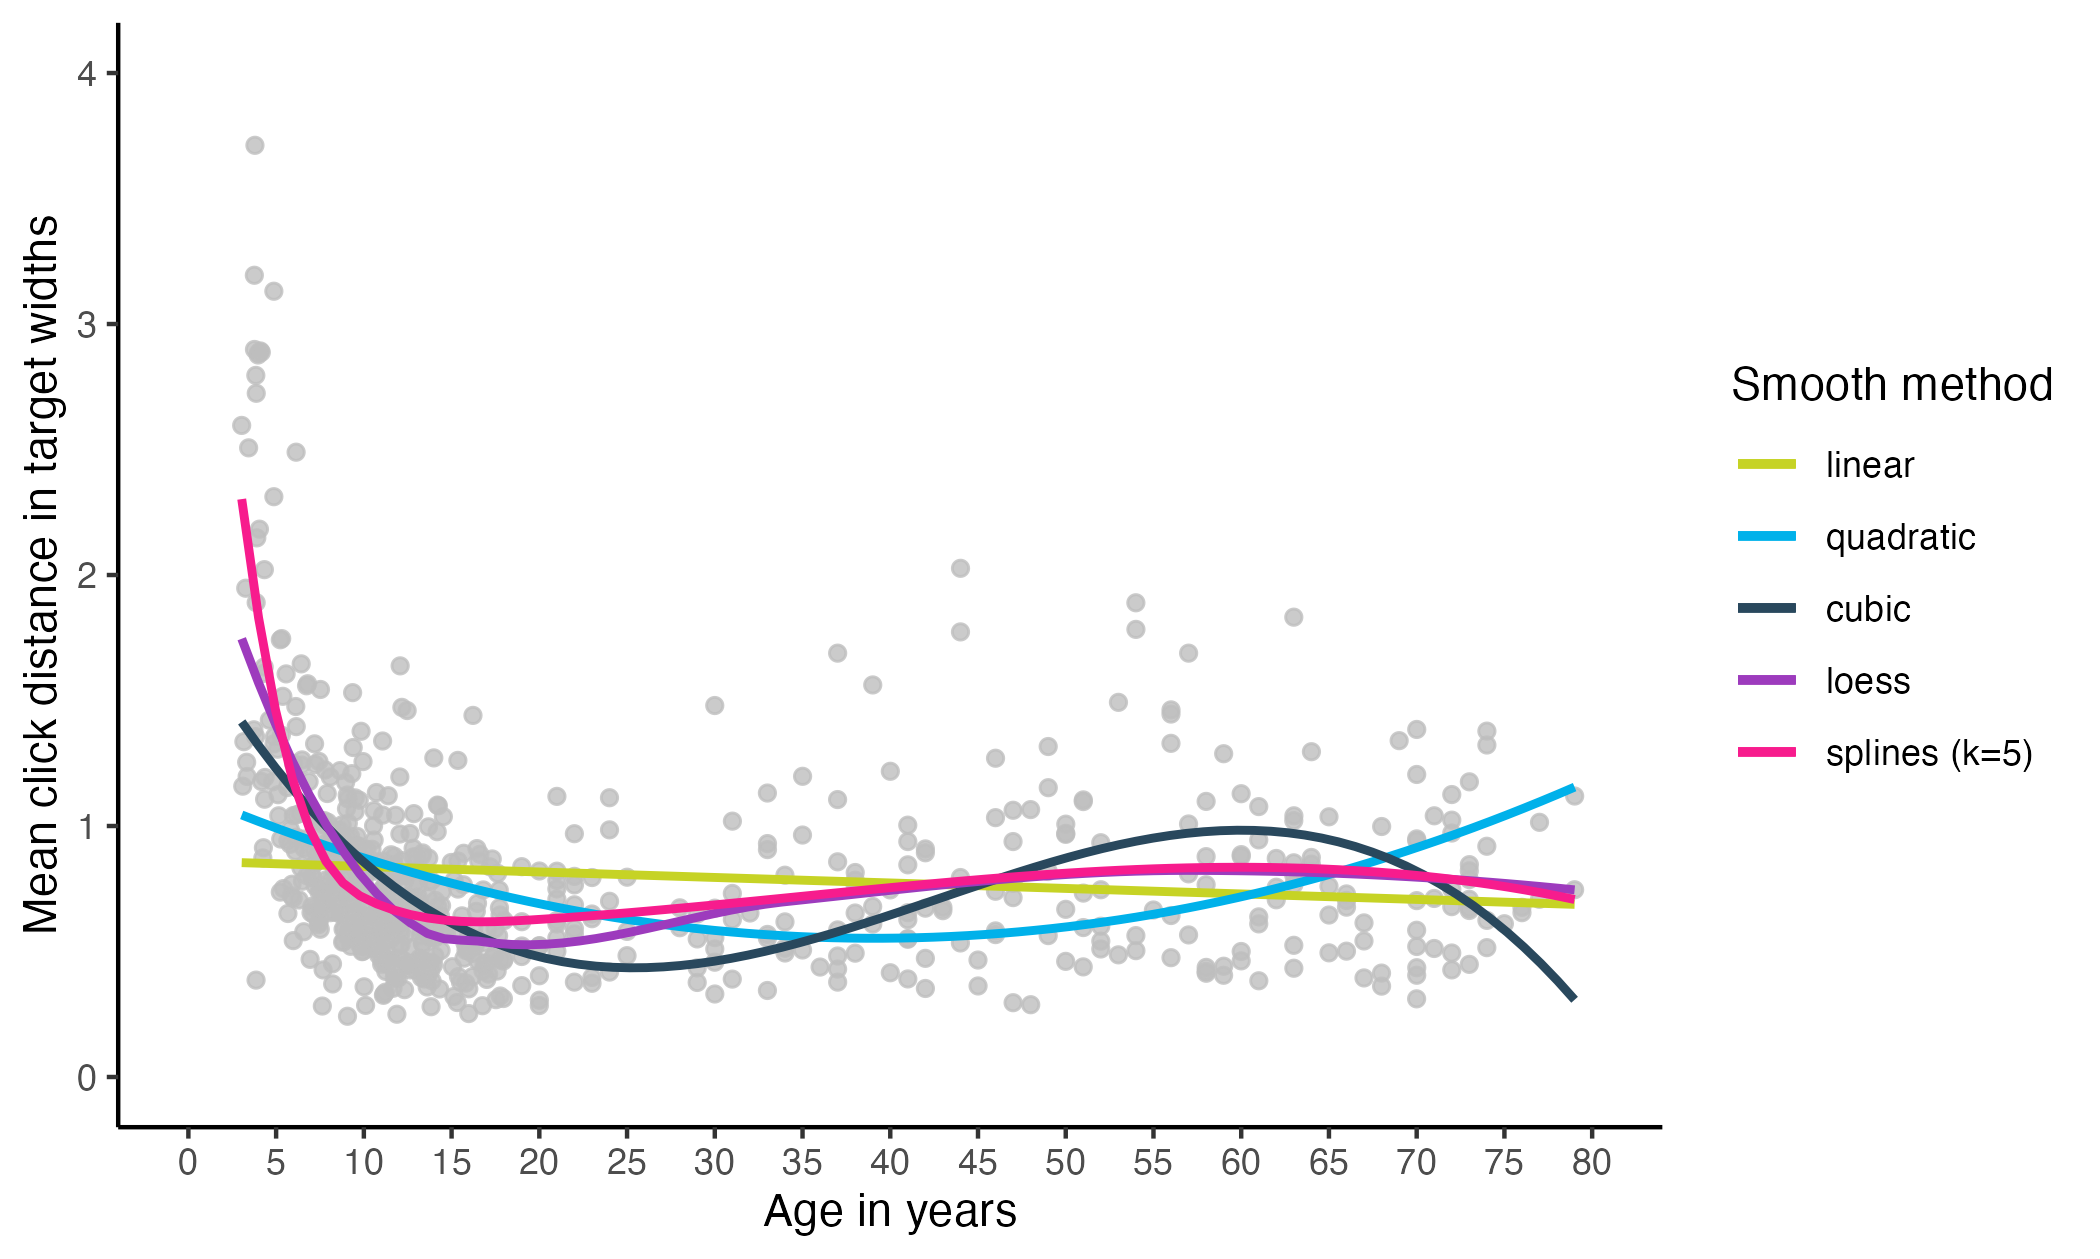 Mean click distance in target widths
4
3
2
1
0
0 5 10 15 20 25 30 35 40 45 50 55 60 65 70 75 80
Age in years
Smooth method
linear
quadratic
cubic
loess
splines (k=5)